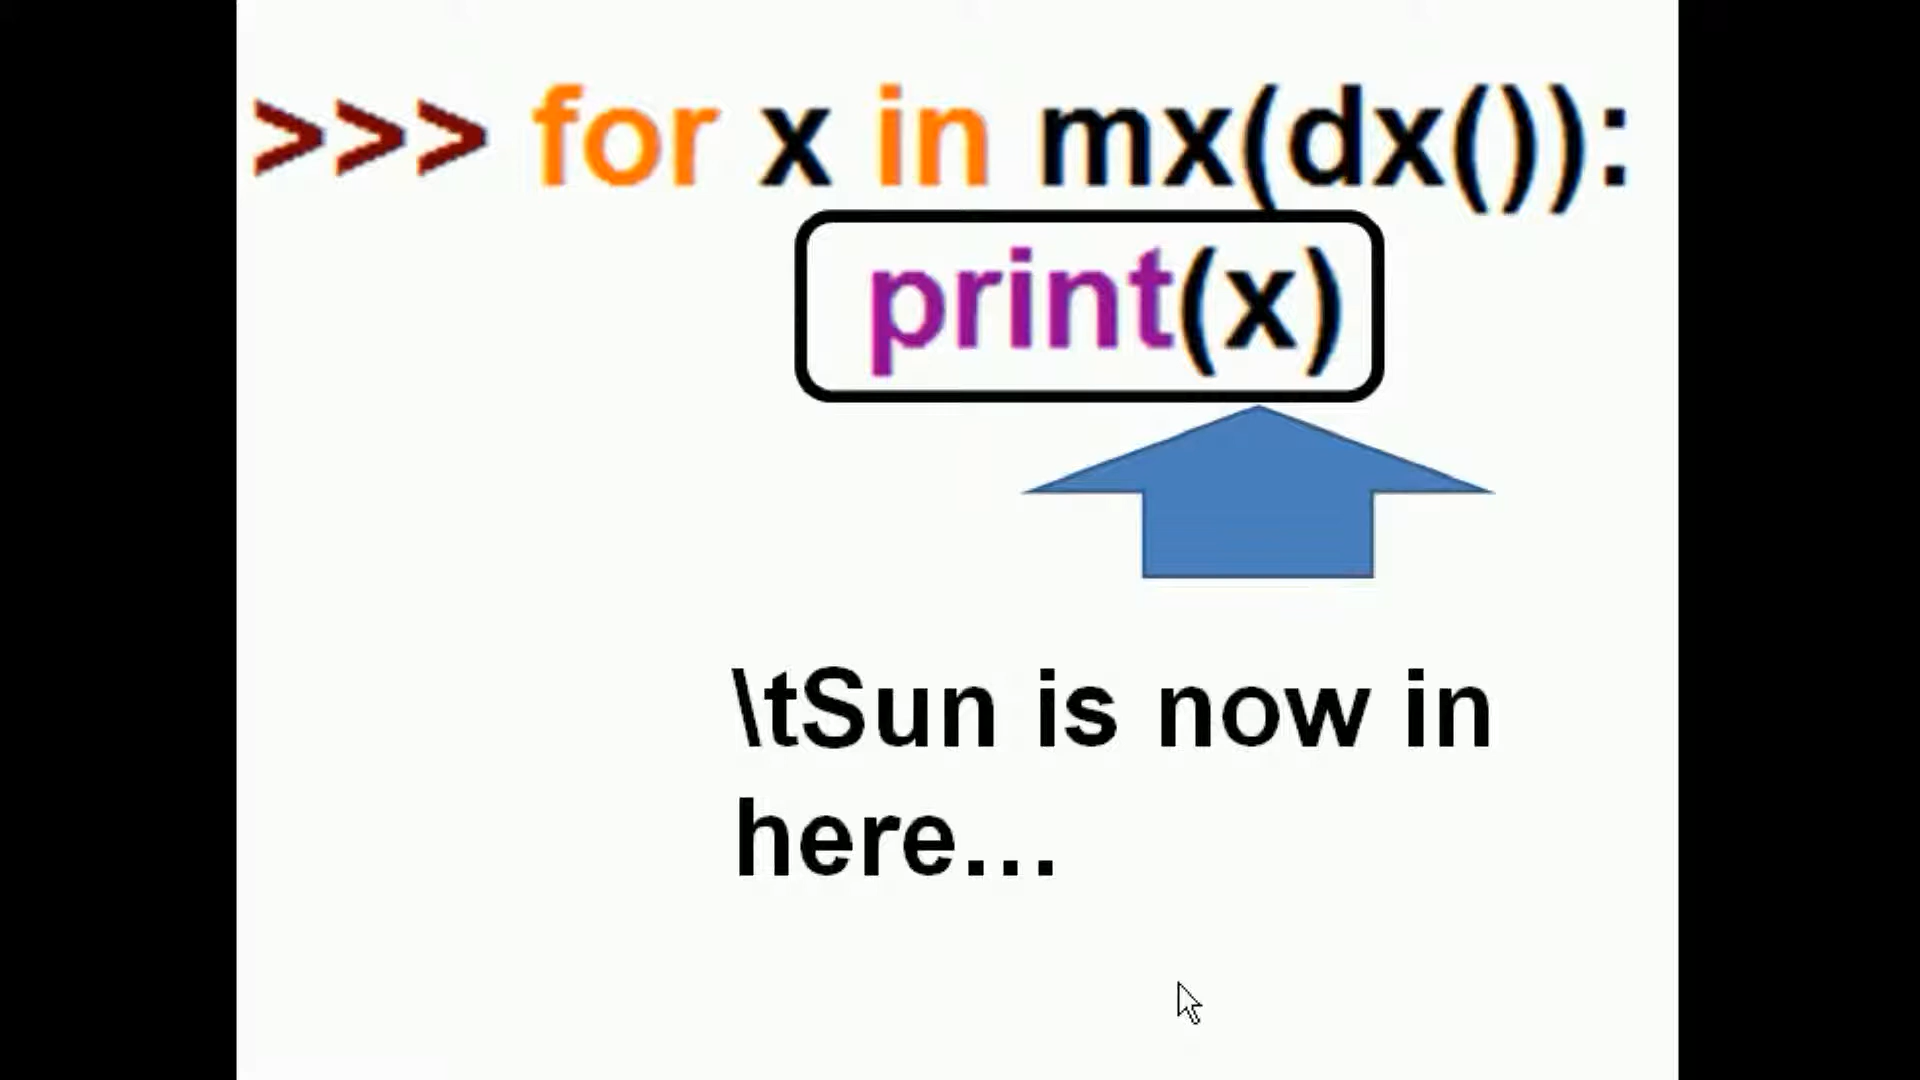 >>> for x in mx(dx()):
print(x)
\tSun is now in
here...